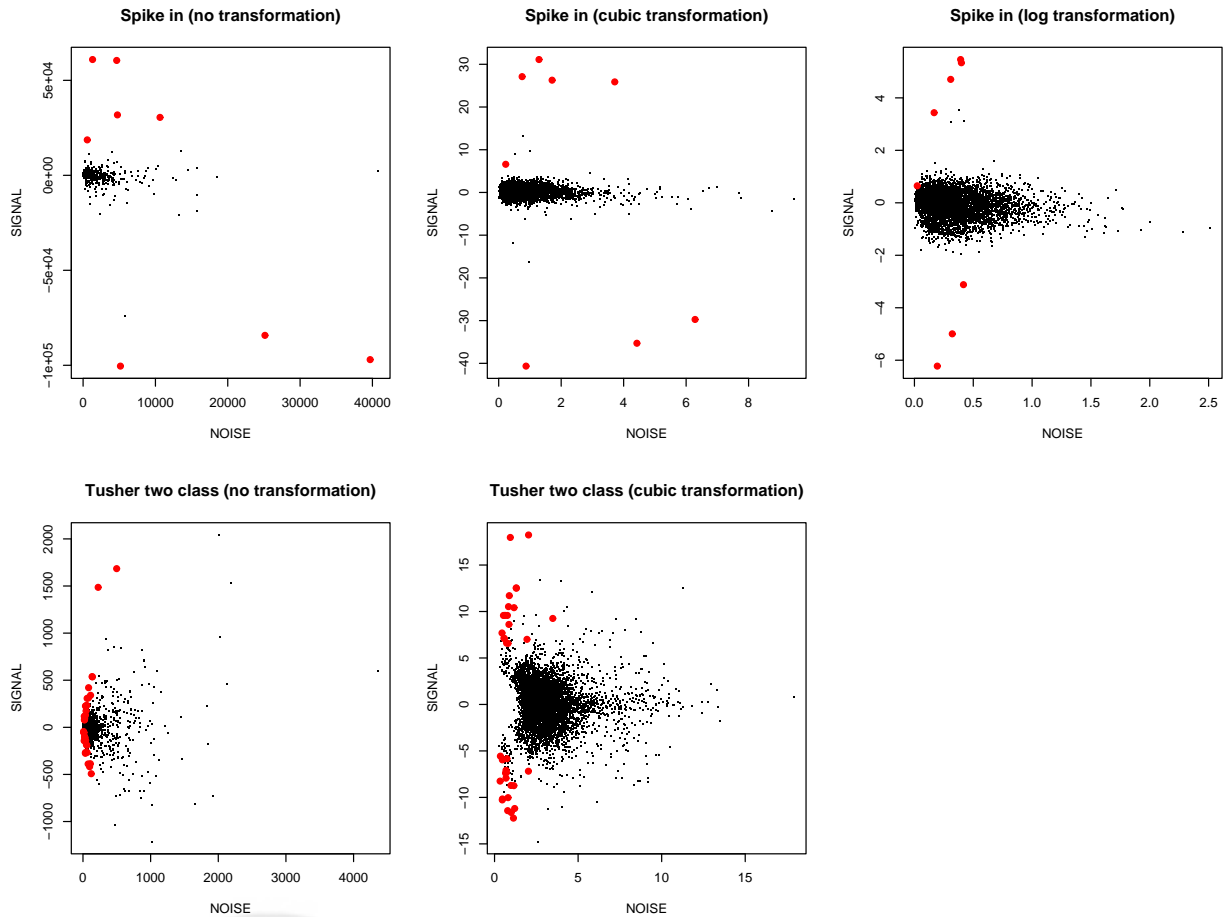 Spike in (no transformation)
SIGNAL
5e+04
0e+00
−5e+04
−1e+05
0 10000 20000 30000 40000
NOISE
Spike in (cubic transformation)
SIGNAL
30
20
10
0
−10
−20
−30
−40
0 2 4 6 8
NOISE
Spike in (log transformation)
SIGNAL
4
2
0
−2
−4
−6
0.0 0.5 1.0 1.5 2.0 2.5
NOISE
Tusher two class (no transformation)
SIGNAL
2000
1500
1000
500
0
−500
−1000
0 1000 2000 3000 4000
NOISE
Tusher two class (cubic transformation)
SIGNAL
15
10
5
0
−5
−10
−15
0 5 10 15
NOISE